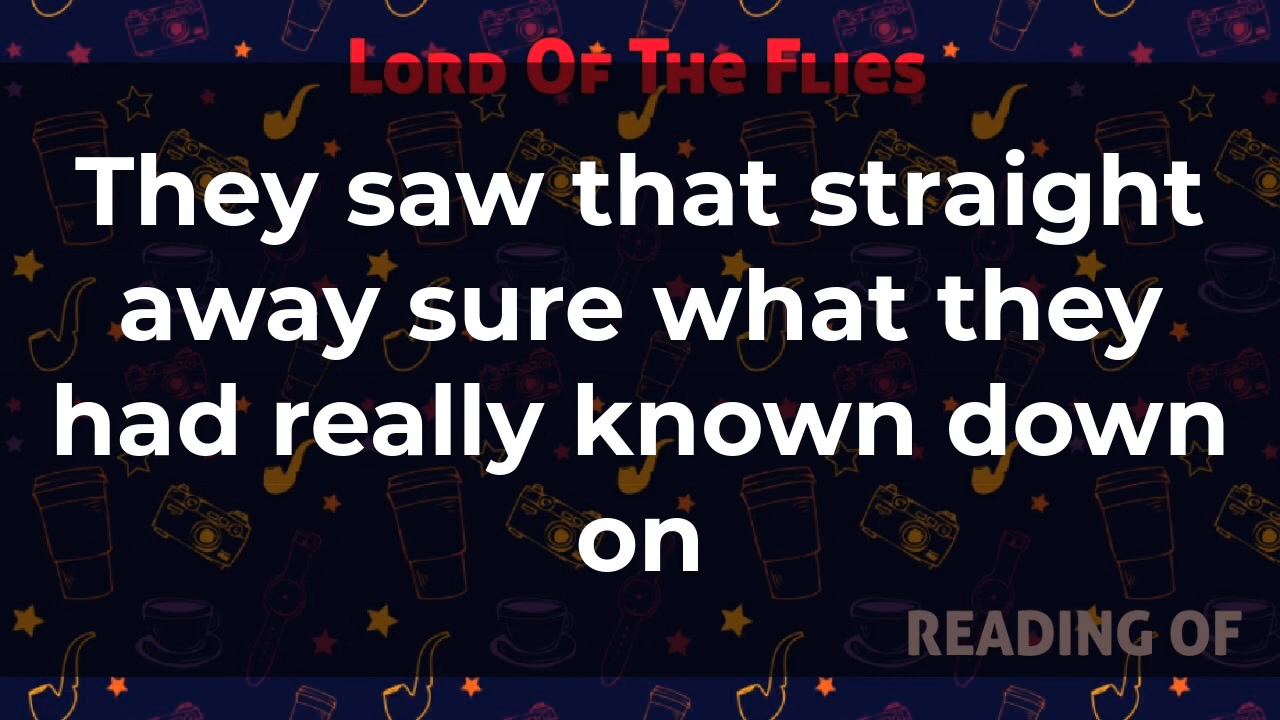 Lord Of The Flies
They saw that straight
away sure what they
had really known down
on
READING OF